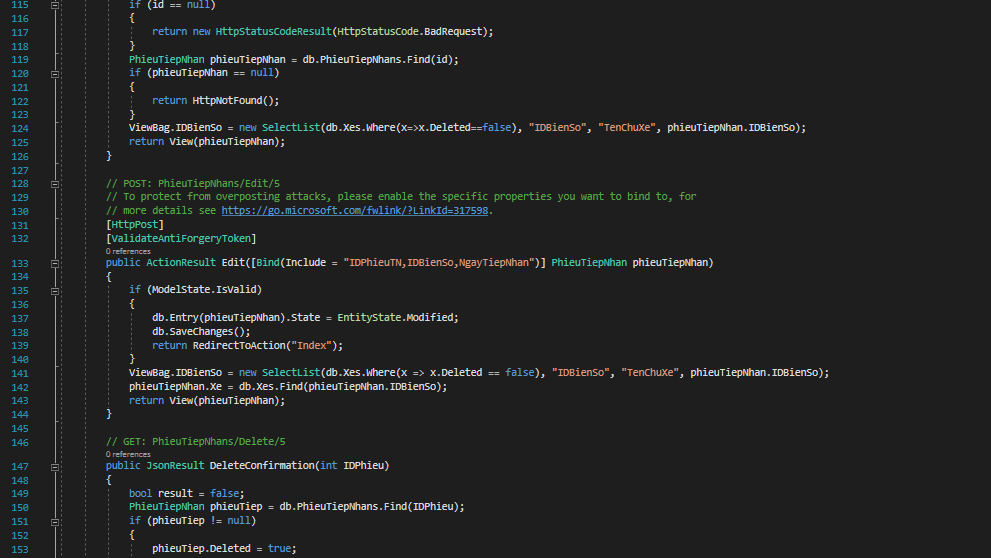 115 if (id == null)
116 {
117 return new HttpStatusCodeResult(HttpStatusCode.BadRequest);
118 }
119 PhieuTiepNhan phieuTiepNhan = db.PhieuTiepNhans.Find(id);
120 if (phieuTiepNhan == null)
121 {
122 return HttpNotFound();
123 }
124 ViewBag.IDBienSo = new SelectList(db.Xes.Where(x=>x.Deleted==false), "IDBienSo", "TenChuXe", phieuTiepNhan.IDBienSo);
125 return View(phieuTiepNhan);
126 }
127
128 // POST: PhieuTiepNhans/Edit/5
129 // To protect from overposting attacks, please enable the specific properties you want to bind to, for
130 // more details see https://go.microsoft.com/fwlink/?LinkId=317598.
131 [HttpPost]
132 [ValidateAntiForgeryToken]
0 references
133 public ActionResult Edit([Bind(Include = "IDPhieuTN,IDBienSo,NgayTiepNhan")] PhieuTiepNhan phieuTiepNhan)
134 {
135 if (ModelState.IsValid)
136 {
137 db.Entry(phieuTiepNhan).State = EntityState.Modified;
138 db.SaveChanges();
139 return RedirectToAction("Index");
140 }
141 ViewBag.IDBienSo = new SelectList(db.Xes.Where(x => x.Deleted == false), "IDBienSo", "TenChuXe", phieuTiepNhan.IDBienSo);
142 phieuTiepNhan.Xe = db.Xes.Find(phieuTiepNhan.IDBienSo);
143 return View(phieuTiepNhan);
144 }
145
146 // GET: PhieuTiepNhans/Delete/5
0 references
147 public JsonResult DeleteConfirmation(int IDPhieu)
148 {
149 bool result = false;
150 PhieuTiepNhan phieuTiep = db.PhieuTiepNhans.Find(IDPhieu);
151 if (phieuTiep != null)
152 {
153 phieuTiep.Deleted = true;